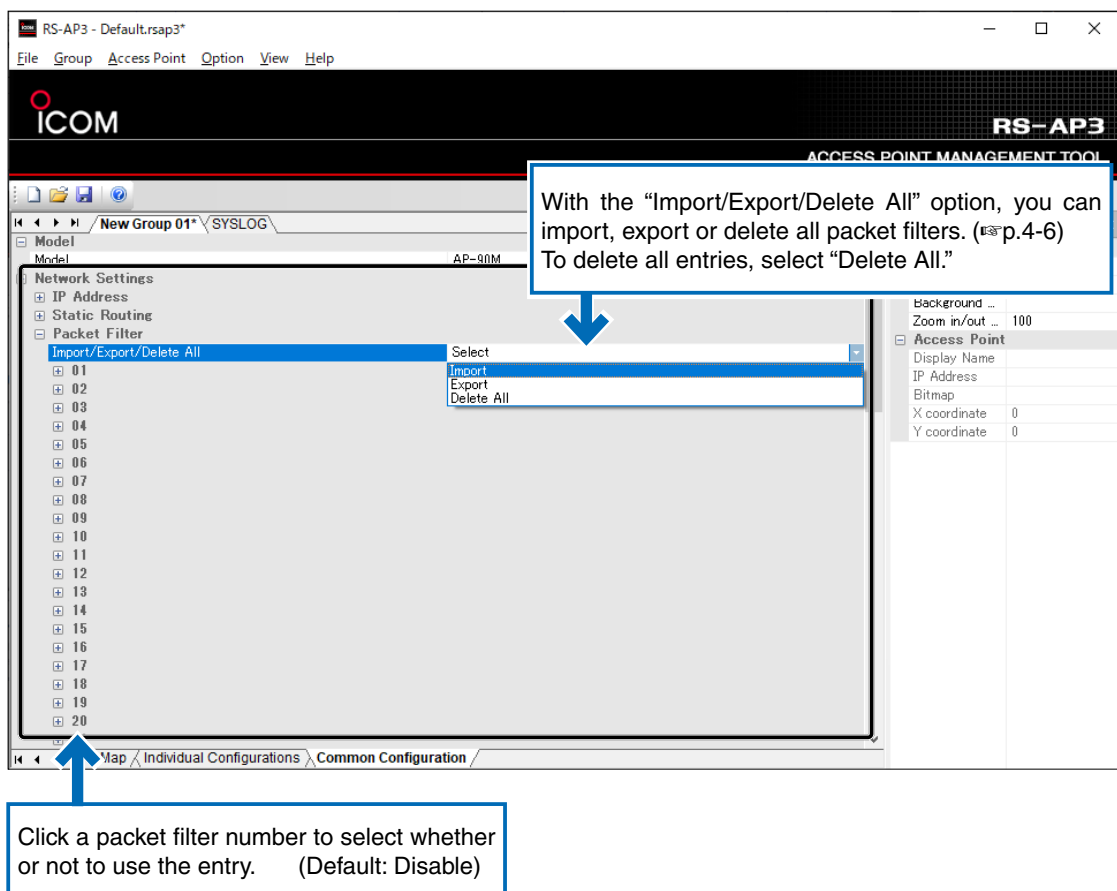 RS-AP3 - Default.rsap3*
File Group Access Point Option View Help
ICOM
RS-AP3
ACCESS POINT MANAGEMENT TOOL
With the “Import/Export/Delete All” option, you can
import, export or delete all packet filters. (☞p.4-6)
To delete all entries, select “Delete All.”
New Group 01* SYSLOG
Model
Model AP-90M
Network Settings
IP Address
Static Routing
Packet Filter
Import/Export/Delete All Select
Import
Export
Delete All
01
02
03
04
05
06
07
08
09
10
11
12
13
14
15
16
17
18
19
20
Background ...
Zoom in/out ... 100
Access Point
Display Name
IP Address
Bitmap
X coordinate 0
Y coordinate 0
Map Individual Configurations Common Configuration
Click a packet filter number to select whether
or not to use the entry. (Default: Disable)